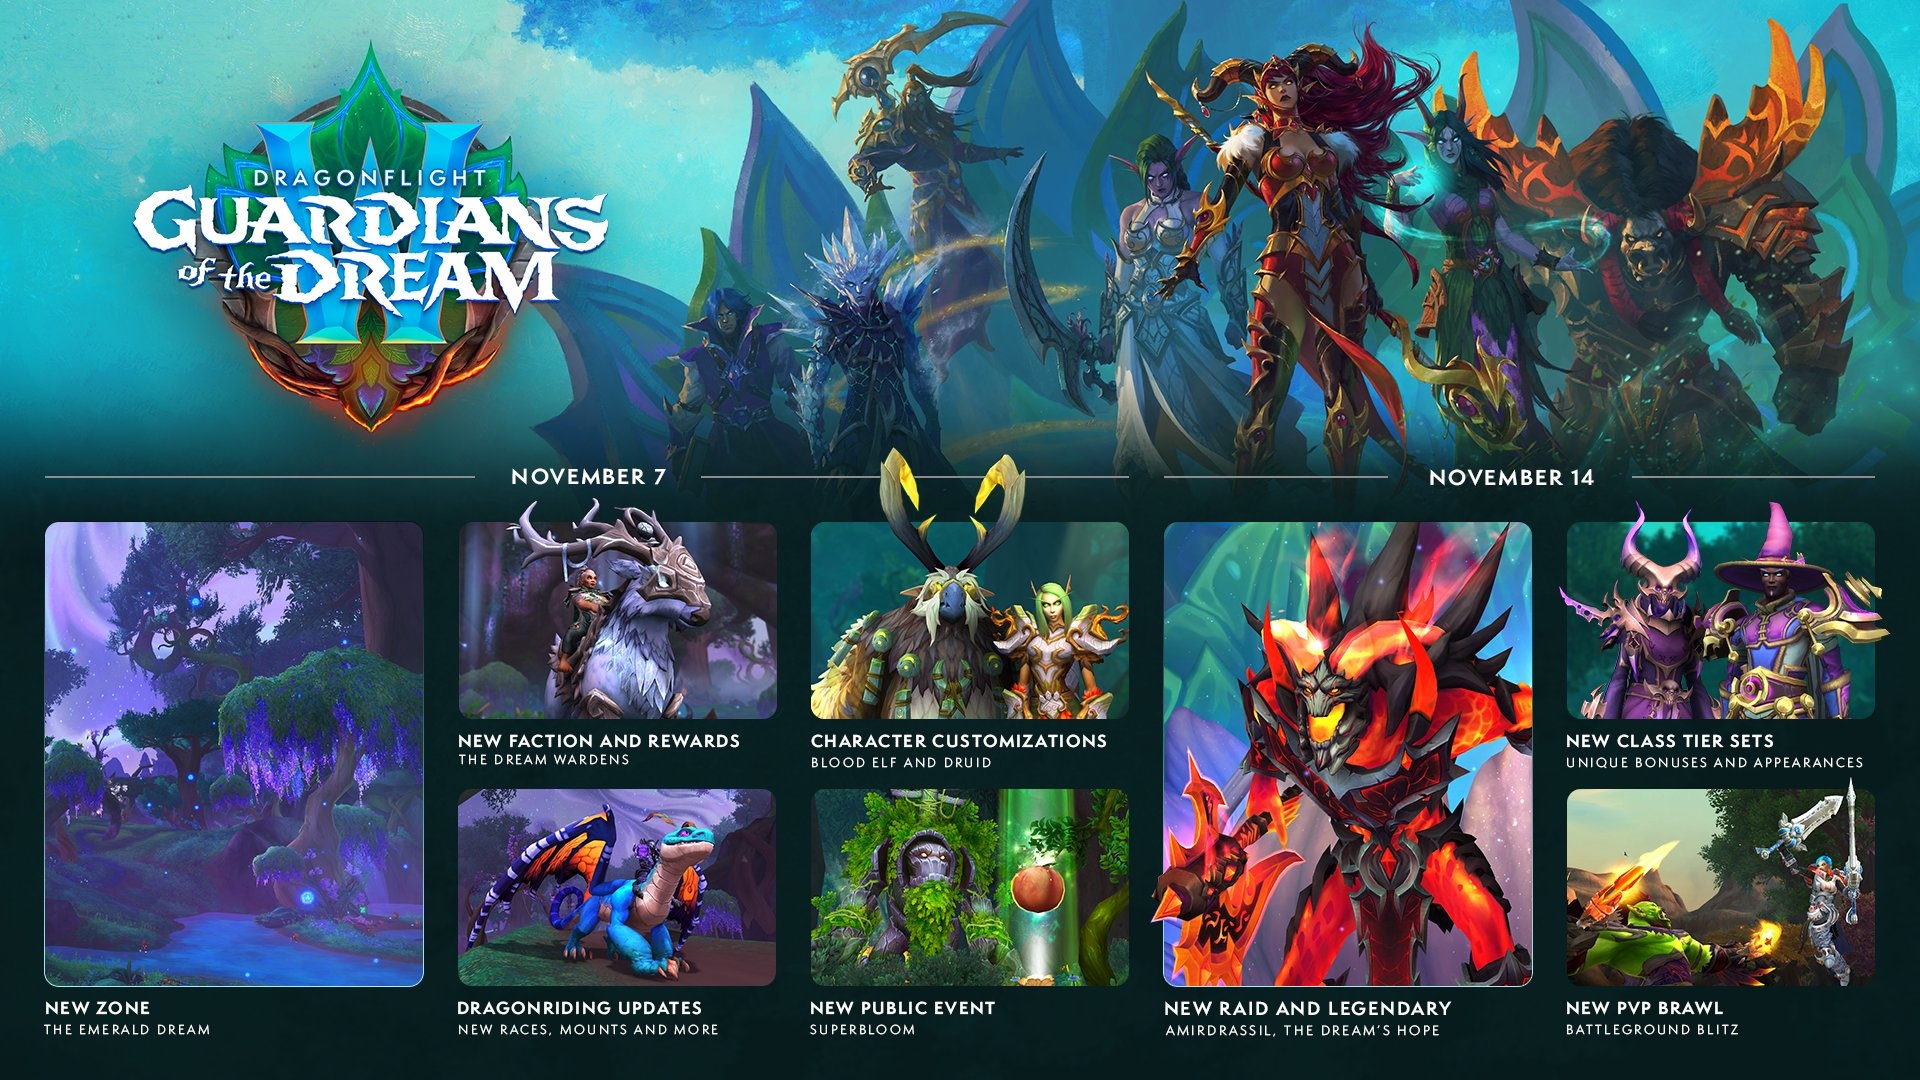 DRAGONFLIGHT
GUARDIANS
of the DREAM
NOVEMBER 7
NEW ZONE
THE EMERALD DREAM
NEW FACTION AND REWARDS
THE DREAM WARDENS
CHARACTER CUSTOMIZATIONS
BLOOD ELF AND DRUID
DRAGONRIDING UPDATES
NEW RACES, MOUNTS AND MORE
NEW PUBLIC EVENT
SUPERBLOOM
NOVEMBER 14
NEW RAID AND LEGENDARY
AMIRDRASSIL, THE DREAM'S HOPE
NEW CLASS TIER SETS
UNIQUE BONUSES AND APPEARANCES
NEW PVP BRAWL
BATTLEGROUND BLITZ